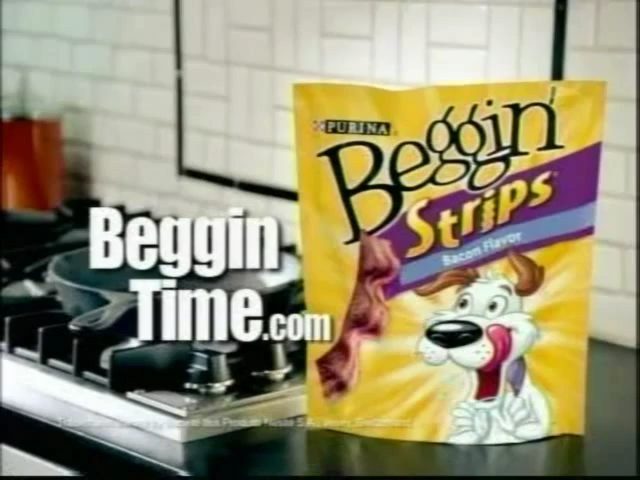 PURINA
Beggin'
Strips
Bacon Flavor
Beggin
Time.com